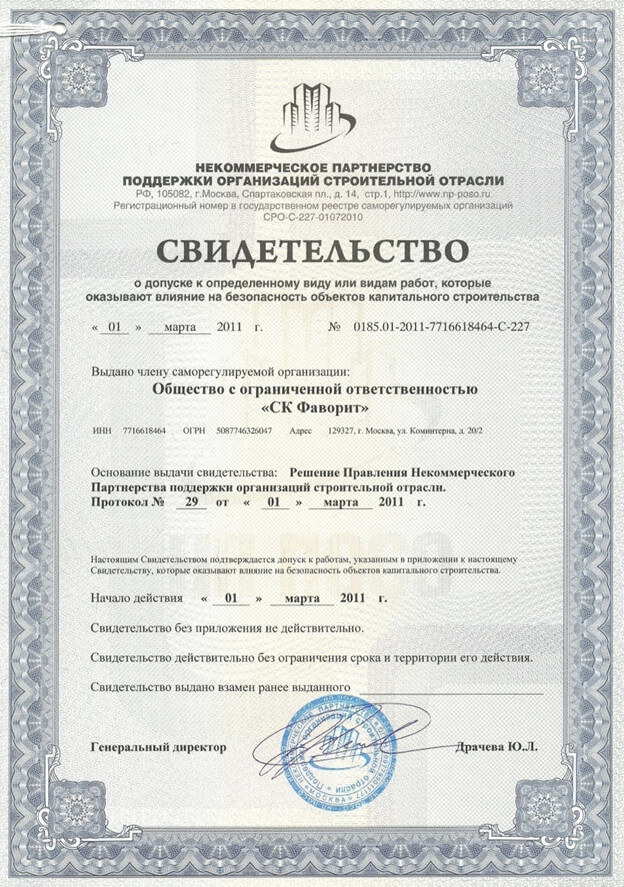 НЕКОММЕРЧЕСКОЕ ПАРТНЕРСТВО
ПОДДЕРЖКИ ОРГАНИЗАЦИЙ СТРОИТЕЛЬНОЙ ОТРАСЛИ
РФ, 105082, г.Москва, Спартаковская пл., д. 14, стр.1, http://www.np-poso.ru
Регистрационный номер в государственном реестре саморегулируемых организаций
СРО-С-227-01072010
СВИДЕТЕЛЬСТВО
о допуске к определенному виду или видам работ, которые
оказывают влияние на безопасность объектов капитального строительства
« 01 » марта 2011 г. № 0185.01-2011-7716618464-С-227
Выдано члену саморегулируемой организации:
Общество с ограниченной ответственностью
«СК Фаворит»
ИНН 7716618464 ОГРН 5087746326047 Адрес 129327, г. Москва, ул. Коминтерна, д. 20/2
Основание выдачи свидетельства: Решение Правления Некоммерческого
Партнерства поддержки организаций строительной отрасли.
Протокол № 29 от « 01 » марта 2011 г.
Настоящим Свидетельством подтверждается допуск к работам, указанным в приложении к настоящему
Свидетельству, которые оказывают влияние на безопасность объектов капитального строительства.
Начало действия « 01 » марта 2011 г.
Свидетельство без приложения не действительно.
Свидетельство действительно без ограничения срока и территории его действия.
Свидетельство выдано взамен ранее выданного
Генеральный директор Драчева Ю.Л.